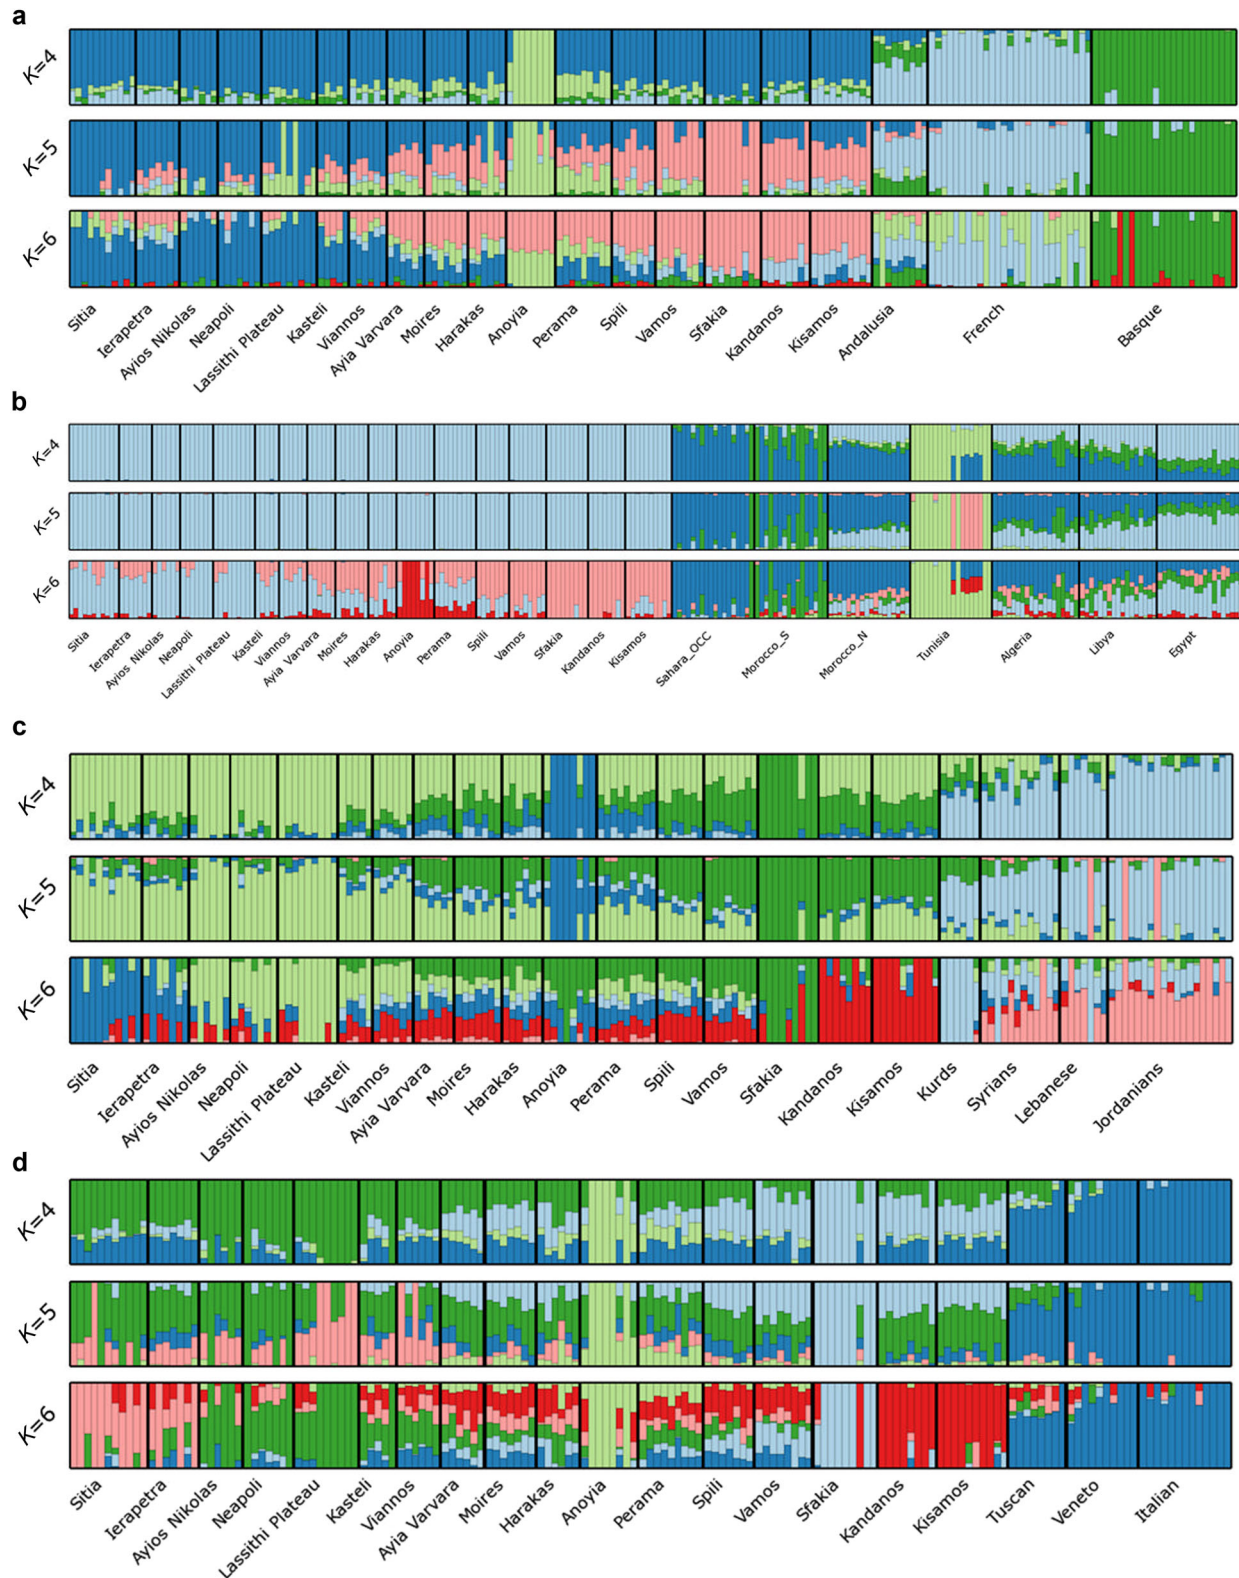 a
K=4
K=5
K=6
Sitia
Ierapetra
Ayios Nikolas
Neapoli
Lassithi Plateau
Kasteli
Viannos
Ayia Varvara
Moires
Harakas
Anoyia
Perama
Spili
Vamos
Sfakia
Kandanos
Kisamos
Andalusia
French
Basque
b
K=4
K=5
K=6
Sitia
Ierapetra
Ayios Nikolas
Neapoli
Lassithi Plateau
Kasteli
Viannos
Ayia Varvara
Moires
Harakas
Anoyia
Perama
Spili
Vamos
Sfakia
Kandanos
Kisamos
Sahara_OCC
Morocco_S
Morocco_N
Tunisia
Algeria
Libya
Egypt
c
K=4
K=5
K=6
Sitia
Ierapetra
Ayios Nikolas
Neapoli
Lassithi Plateau
Kasteli
Viannos
Ayia Varvara
Moires
Harakas
Anoyia
Perama
Spili
Vamos
Sfakia
Kandanos
Kisamos
Kurds
Syrians
Lebanese
Jordanians
d
K=4
K=5
K=6
Sitia
Ierapetra
Ayios Nikolas
Neapoli
Lassithi Plateau
Kasteli
Viannos
Ayia Varvara
Moires
Harakas
Anoyia
Perama
Spili
Vamos
Sfakia
Kandanos
Kisamos
Tuscan
Veneto
Italian